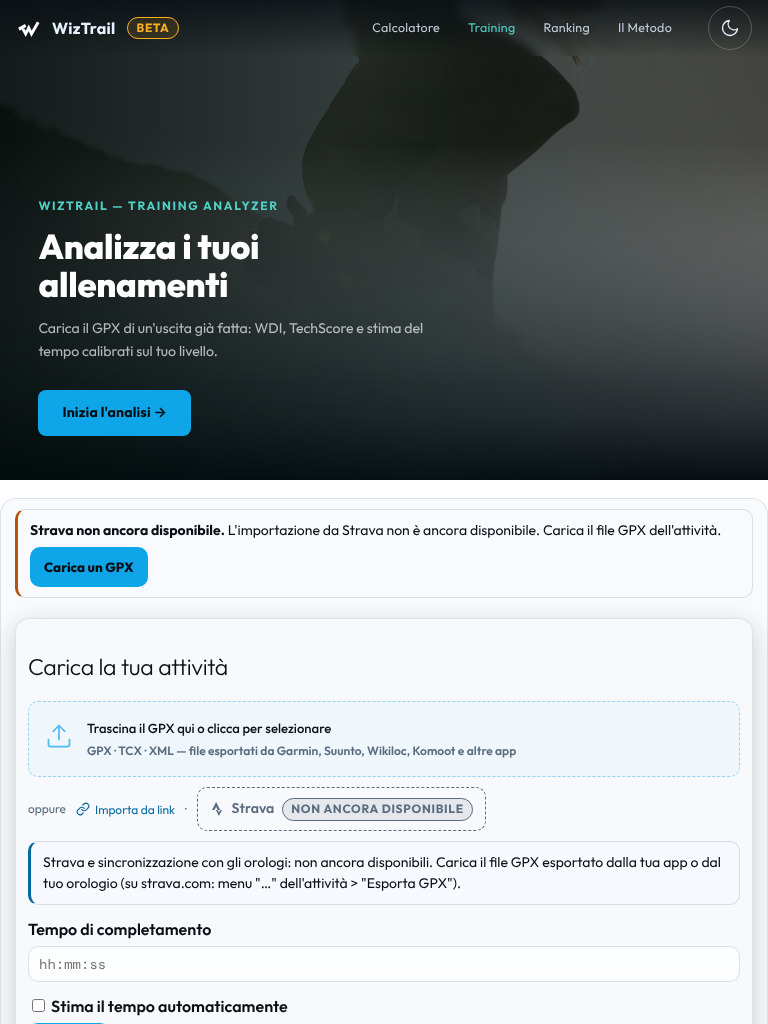 WizTrail BETA Calcolatore Training Ranking Il Metodo
WIZTRAIL — TRAINING ANALYZER
Analizza i tuoi
allenamenti
Carica il GPX di un'uscita già fatta: WDI, TechScore e stima del
tempo calibrati sul tuo livello.
Inizia l'analisi →
Strava non ancora disponibile. L'importazione da Strava non è ancora disponibile. Carica il file GPX dell'attività.
Carica un GPX
Carica la tua attività
Trascina il GPX qui o clicca per selezionare
GPX · TCX · XML — file esportati da Garmin, Suunto, Wikiloc, Komoot e altre app
oppure Importa da link · Strava NON ANCORA DISPONIBILE
Strava e sincronizzazione con gli orologi: non ancora disponibili. Carica il file GPX esportato dalla tua app o dal
tuo orologio (su strava.com: menu "…" dell'attività > "Esporta GPX").
Tempo di completamento
hh:mm:ss
Stima il tempo automaticamente